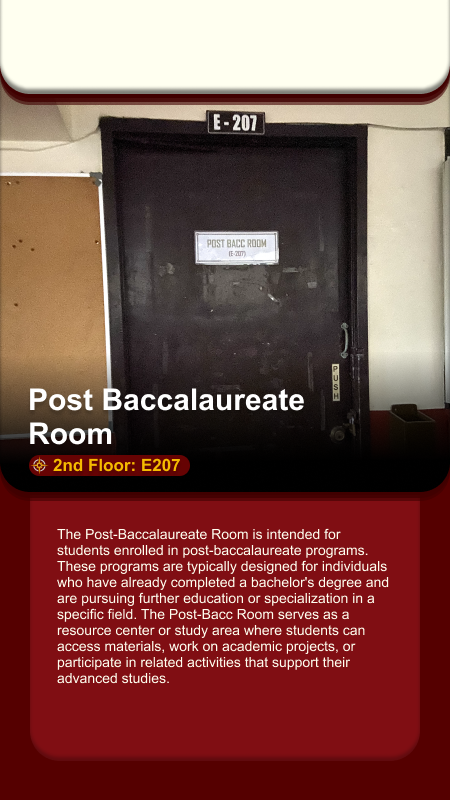 E - 207
POST BACC ROOM
(E-207)
PUSH
Post Baccalaureate
Room
2nd Floor: E207
The Post-Baccalaureate Room is intended for
students enrolled in post-baccalaureate programs.
These programs are typically designed for individuals
who have already completed a bachelor's degree and
are pursuing further education or specialization in a
specific field. The Post-Bacc Room serves as a
resource center or study area where students can
access materials, work on academic projects, or
participate in related activities that support their
advanced studies.